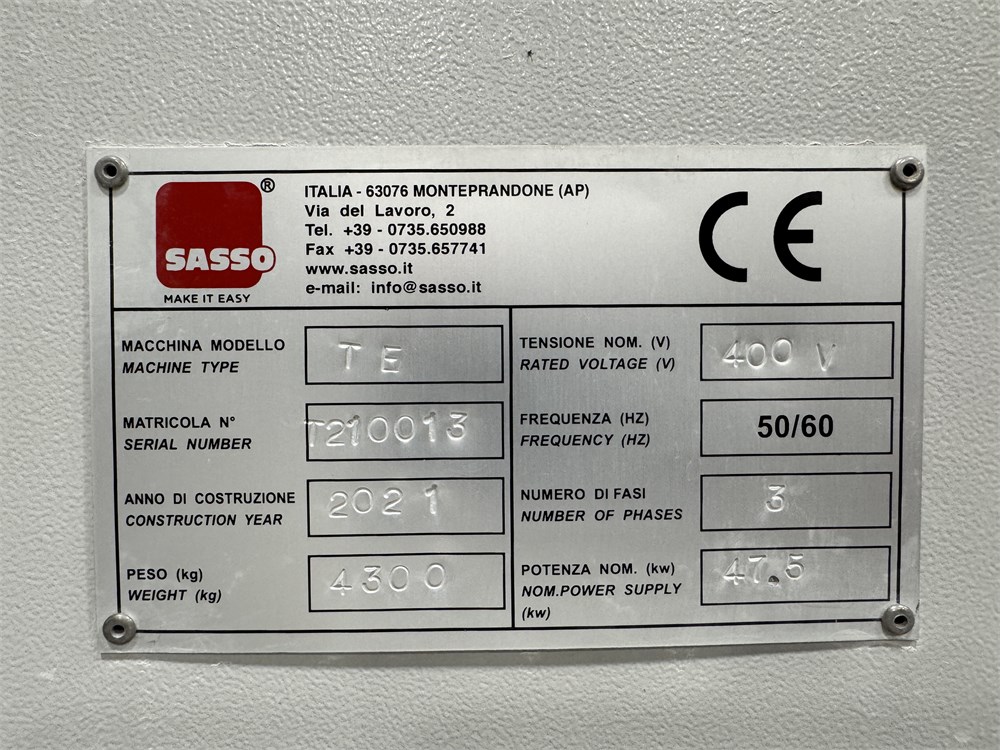 SASSO®
MAKE IT EASY
ITALIA - 63076 MONTEPRANDONE (AP)
Via del Lavoro, 2
Tel. +39 - 0735.650988
Fax +39 - 0735.657741
www.sasso.it
e-mail: info@sasso.it
CE
MACCHINA MODELLO
MACHINE TYPE
TE
MATRICOLA N°
SERIAL NUMBER
T210013
ANNO DI COSTRUZIONE
CONSTRUCTION YEAR
2021
PESO (kg)
WEIGHT (kg)
4300
TENSIONE NOM. (V)
RATED VOLTAGE (V)
400 V
FREQUENZA (HZ)
FREQUENCY (HZ)
50/60
NUMERO DI FASI
NUMBER OF PHASES
3
POTENZA NOM. (kw)
NOM.POWER SUPPLY
(kw)
47.5